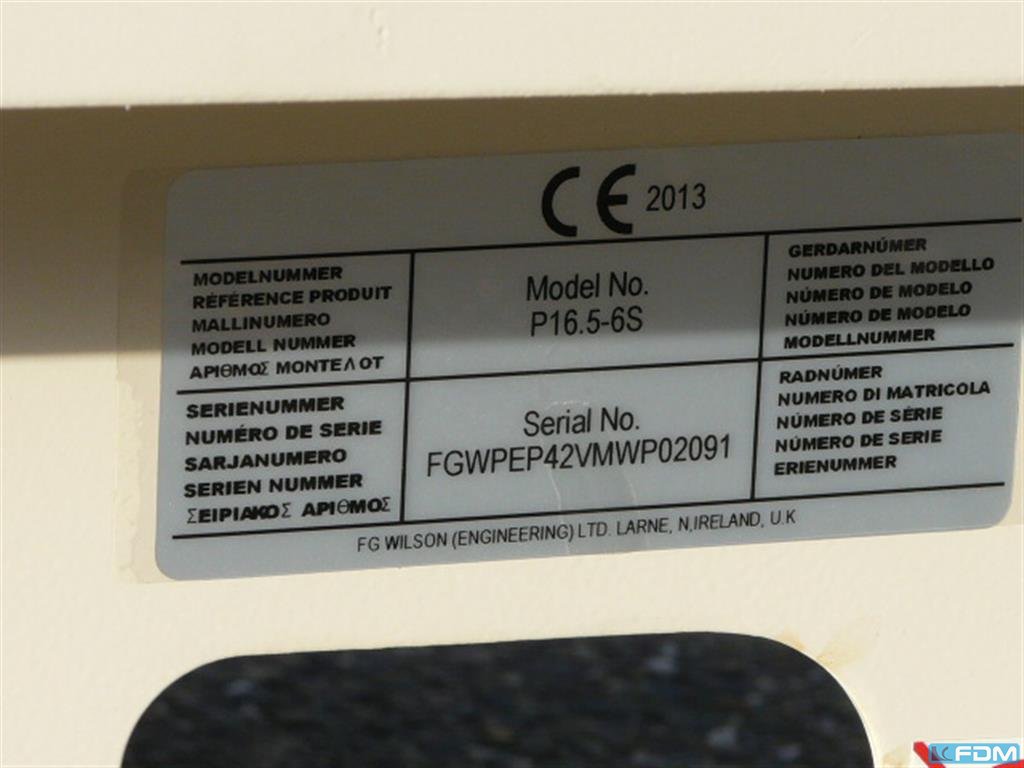 CE 2013
MODELNUMMER
RÉFÉRENCE PRODUIT
MALLINUMERO
MODELL NUMMER
ΑΡΙΘΜΟΣ ΜΟΝΤΕΛΟΤ
Model No.
P16.5-6S
GERDARNÚMER
NUMERO DEL MODELLO
NÚMERO DE MODELO
NÚMERO DE MODELO
MODELLNUMMER
SERIENUMMER
NUMÉRO DE SERIE
SARJANUMERO
SERIEN NUMMER
ΣΕΙΡΙΑΚΟΣ ΑΡΙΘΜΟΣ
Serial No.
FGWPEP42VMWP02091
RADNÚMER
NUMERO DI MATRICOLA
NÚMERO DE SÉRIE
NÚMERO DE SERIE
ERIENUMMER
FG WILSON (ENGINEERING) LTD. LARNE, N,IRELAND, U.K
FDM